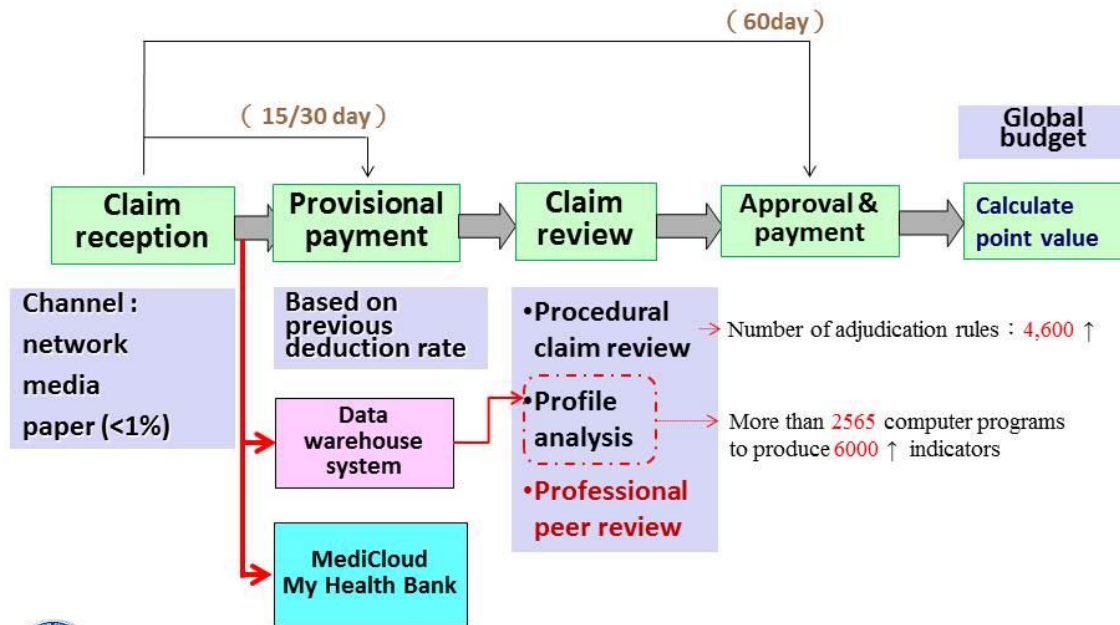 （ 60day）
（ 15/30 day）
Global
budget
Claim
reception
Provisional
payment
Claim
review
Approval &
payment
Calculate
point value
Channel :
network
media
paper (<1%)
Based on
previous
deduction rate
•Procedural
claim review
•Profile
analysis
•Professional
peer review
Number of adjudication rules：4,600 ↑
More than 2565 computer programs
to produce 6000 ↑ indicators
Data
warehouse
system
MediCloud
My Health Bank